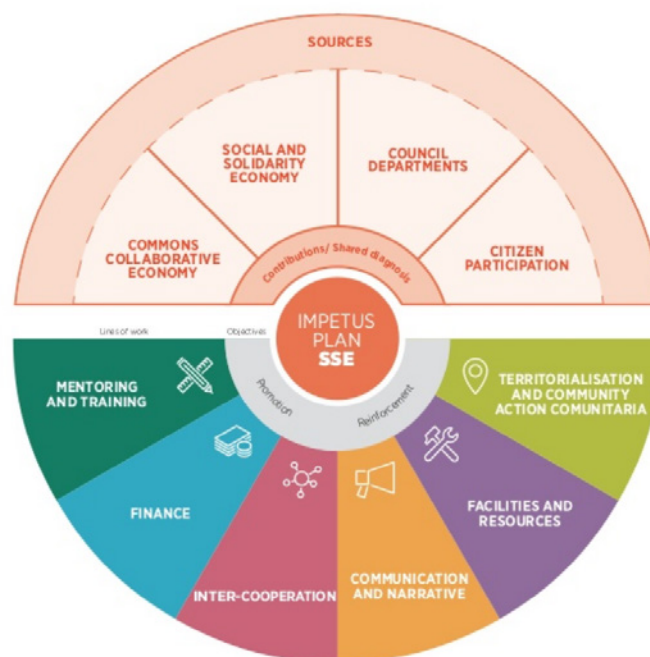 SOURCES
SOCIAL AND
SOLIDARITY
ECONOMY
COUNCIL
DEPARTMENTS
COMMONS
COLLABORATIVE
ECONOMY
CITIZEN
PARTICIPATION
Contributions/ Shared diagnosis
IMPETUS
PLAN
SSE
Lines of work
Objectives
Promotion
Reinforcement
MENTORING
AND TRAINING
TERRITORIALISATION
AND COMMUNITY
ACTION COMUNITARIA
FINANCE
FACILITIES AND
RESOURCES
INTER-COOPERATION
COMMUNICATION
AND NARRATIVE